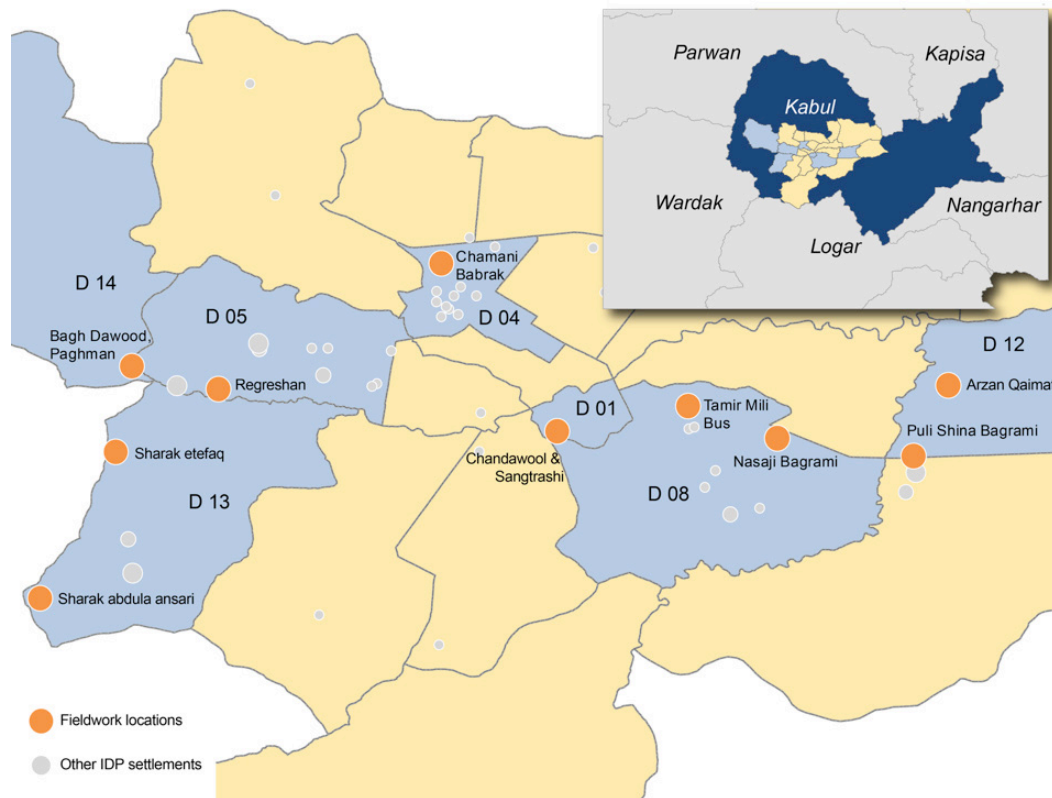 Parwan
Kapisa
Kabul
Wardak
Nangarhar
Logar
Chamani
Babrak
D 14
D 05
D 04
Bagh Dawood,
Paghman
D 12
Regreshan
Arzan Qaimat
D 01
Tamir Mili
Bus
Puli Shina Bagrami
Sharak etefaq
Chandawool &
Sangtrashi
Nasaji Bagrami
D 08
D 13
Sharak abdula ansari
Fieldwork locations
Other IDP settlements